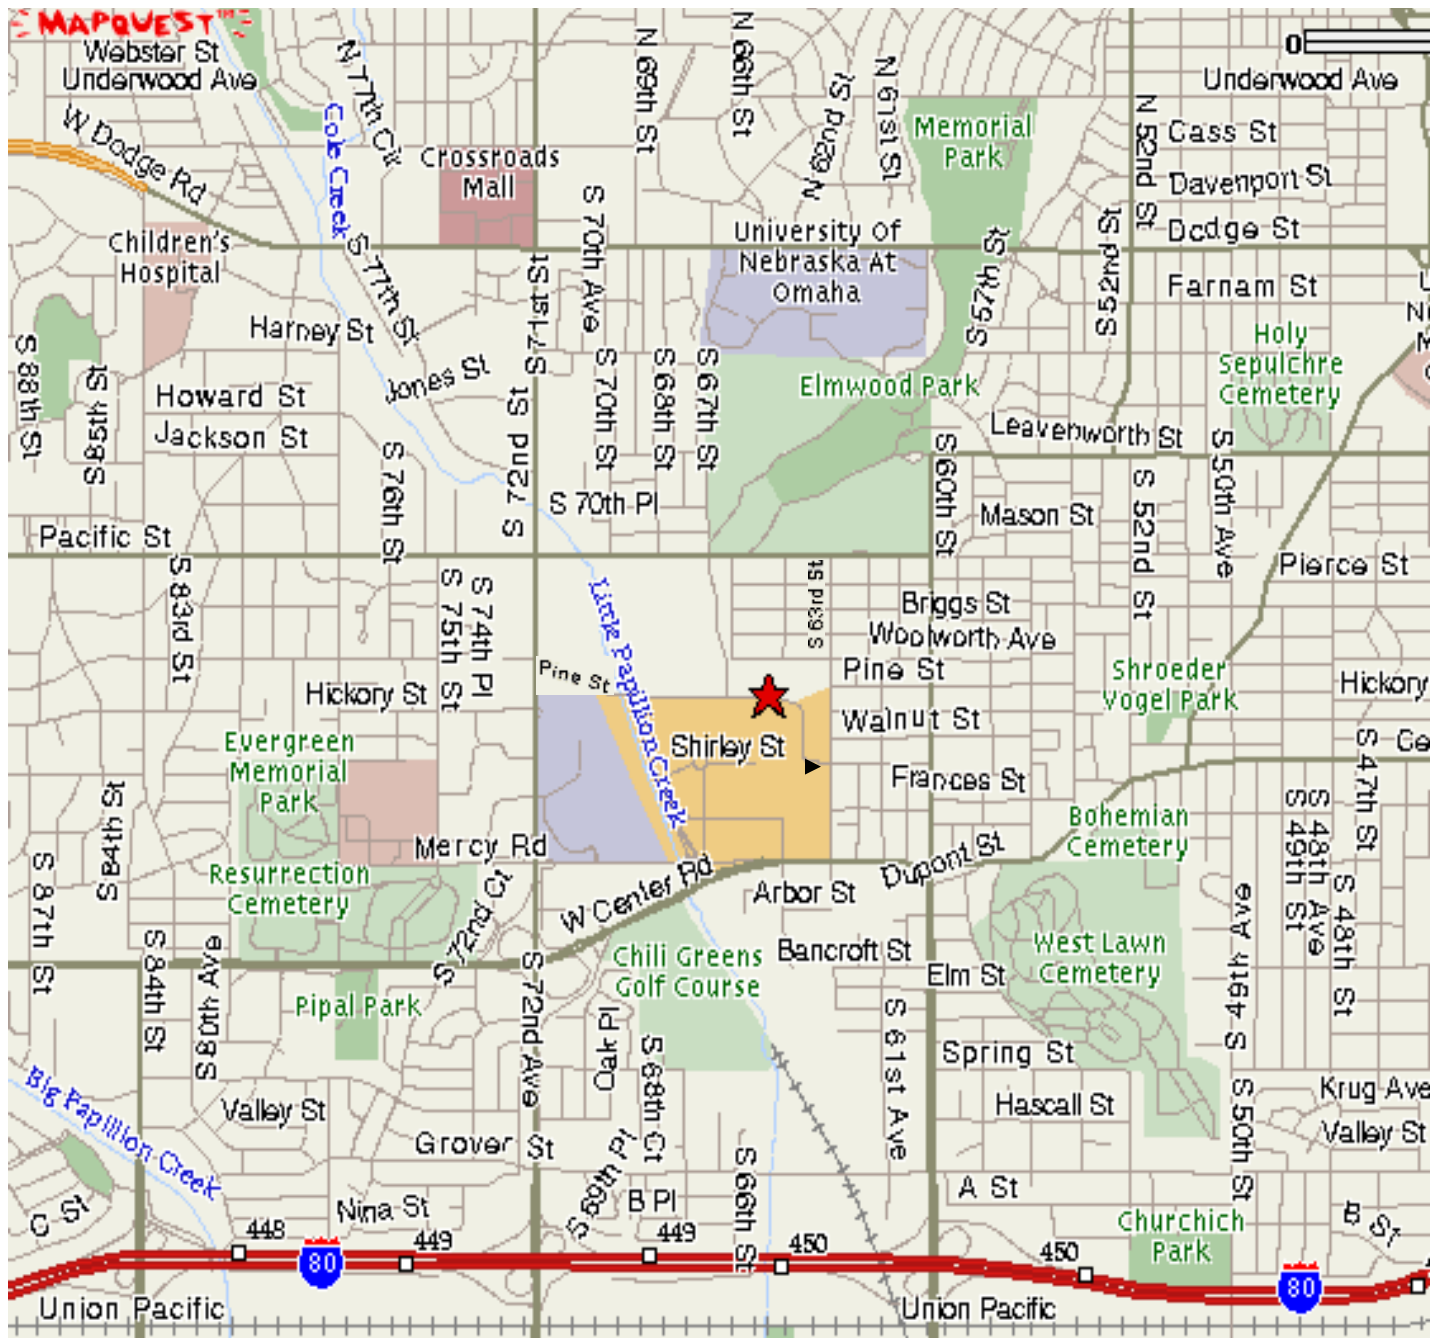 MAPQUEST™
0
Webster St
Underwood Ave
N 77th Cir
N 69th St
N 66th St
N 62nd St
N 61st St
Underwood Ave
W Dodge Rd
Cole Creek
Crossroads
Mall
Memorial
Park
N 52nd St
Cass St
Davenport St
Dodge St
Children's
Hospital
S 77th St
S 70th Ave
University Of
Nebraska At
Omaha
S 57th St
S 52nd St
Farnam St
Harney St
S 71st St
Holy
Sepulchre
Cemetery
S 88th St
S 85th St
Howard St
Jackson St
Jones St
S 72nd St
S 70th St
S 68th St
S 67th St
Elmwood Park
Leavenworth St
S 76th St
S 60th St
S 50th Ave
S 70th Pl
Mason St
S 52nd St
Pacific St
Pierce St
S 83rd St
S 75th St
S 74th Pl
Little Papillion Creek
S 63rd St
Briggs St
Woolworth Ave
Pine St
Pine St
Hickory St
Shroeder
Vogel Park
Hickory
Walnut St
Shirley St
Evergreen
Memorial
Park
Frances St
Ce
S 47th St
S 84th St
Bohemian
Cemetery
S 49th St
S 48th Ave
Mercy Rd
Dupont St
S 87th St
Resurrection
Cemetery
S 72nd Ct
W Center Rd
Arbor St
S 49th Ave
S 48th St
Bancroft St
West Lawn
Cemetery
S 84th St
S 80th Ave
Chili Greens
Golf Course
Elm St
Pipal Park
S 72nd Ave
Oak Pl
S 68th Ct
S 61st Ave
Spring St
Big Papillion Creek
Valley St
Hascall St
S 50th St
Krug Ave
Valley St
Grover St
S 69th Pl
S 66th St
A St
B Pl
Nina St
Churchich
Park
B St
448
449
449
450
450
80
80
Union Pacific
Union Pacific